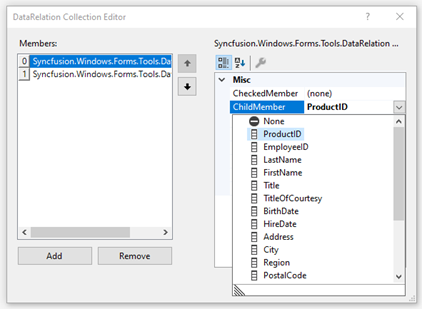 DataRelation Collection Editor
? ×
Members:
0 Syncfusion.Windows.Forms.Tools.Da
1 Syncfusion.Windows.Forms.Tools.Da
Add
Remove
Syncfusion.Windows.Forms.Tools.DataRelation ...
Misc
CheckedMember (none)
ChildMember ProductID
None
ProductID
EmployeeID
LastName
FirstName
Title
TitleOfCourtesy
BirthDate
HireDate
Address
City
Region
PostalCode